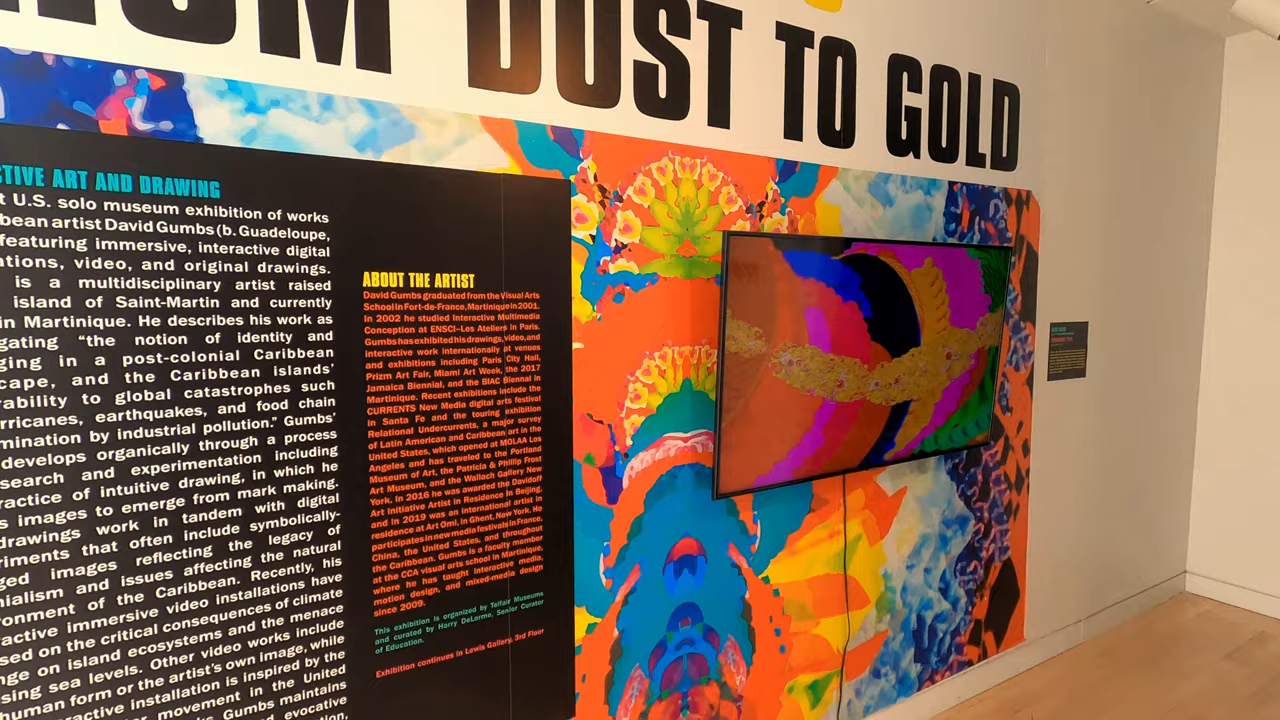 DUST TO GOLD
CTIVE ART AND DRAWING
t U.S. solo museum exhibition of works
bean artist David Gumbs (b. Guadeloupe,
featuring immersive, interactive digital
ations, video, and original drawings.
is a multidisciplinary artist raised
island of Saint-Martin and currently
in Martinique. He describes his work as
gating “the notion of identity and
ging in a post-colonial Caribbean
cape, and the Caribbean islands’
rability to global catastrophes such
rricanes, earthquakes, and food chain
mination by industrial pollution.” Gumbs’
develops organically through a process
search and experimentation including
ractice of intuitive drawing, in which he
s images to emerge from mark making.
drawings work in tandem with digital
riments that often include symbolically-
ged images reflecting the legacy of
nialism and issues affecting the natural
ronment of the Caribbean. Recently, his
ractive immersive video installations have
sed on the critical consequences of climate
nge on island ecosystems and the menace
sing sea levels. Other video works include
human form or the artist’s own image, while
eractive installation is inspired by the
movement in the United
Gumbs maintains
evocative
ABOUT THE ARTIST
David Gumbs graduated from the Visual Arts
School in Fort-de-France, Martinique in 2001.
In 2002 he studied Interactive Multimedia
Conception at ENSCI–Les Ateliers in Paris.
Gumbs has exhibited his drawings, video, and
interactive work internationally at venues
and exhibitions including Paris City Hall,
Prizm Art Fair, Miami Art Week, the 2017
Jamaica Biennial, and the BIAC Biennal in
Martinique. Recent exhibitions include the
CURRENTS New Media digital arts festival
in Santa Fe and the touring exhibition
Relational Undercurrents, a major survey
of Latin American and Caribbean art in the
United States, which opened at MOLAA Los
Angeles and has traveled to the Portland
Museum of Art, the Patricia & Phillip Frost
Art Museum, and the Wallach Gallery New
York. In 2016 he was awarded the Davidoff
Art Initiative Artist in Residence in Beijing,
and in 2019 was an international artist in
residence at Art Omi, in Ghent, New York. He
participates in new media festivals in France,
China, the United States, and throughout
the Caribbean. Gumbs is a faculty member
at the CCA visual arts school in Martinique,
where he has taught interactive media,
motion design, and mixed-media design
since 2009.
This exhibition is organized by Telfair Museums
and curated by Harry DeLorme, Senior Curator
of Education.
Exhibition continues in Lewis Gallery, 3rd Floor